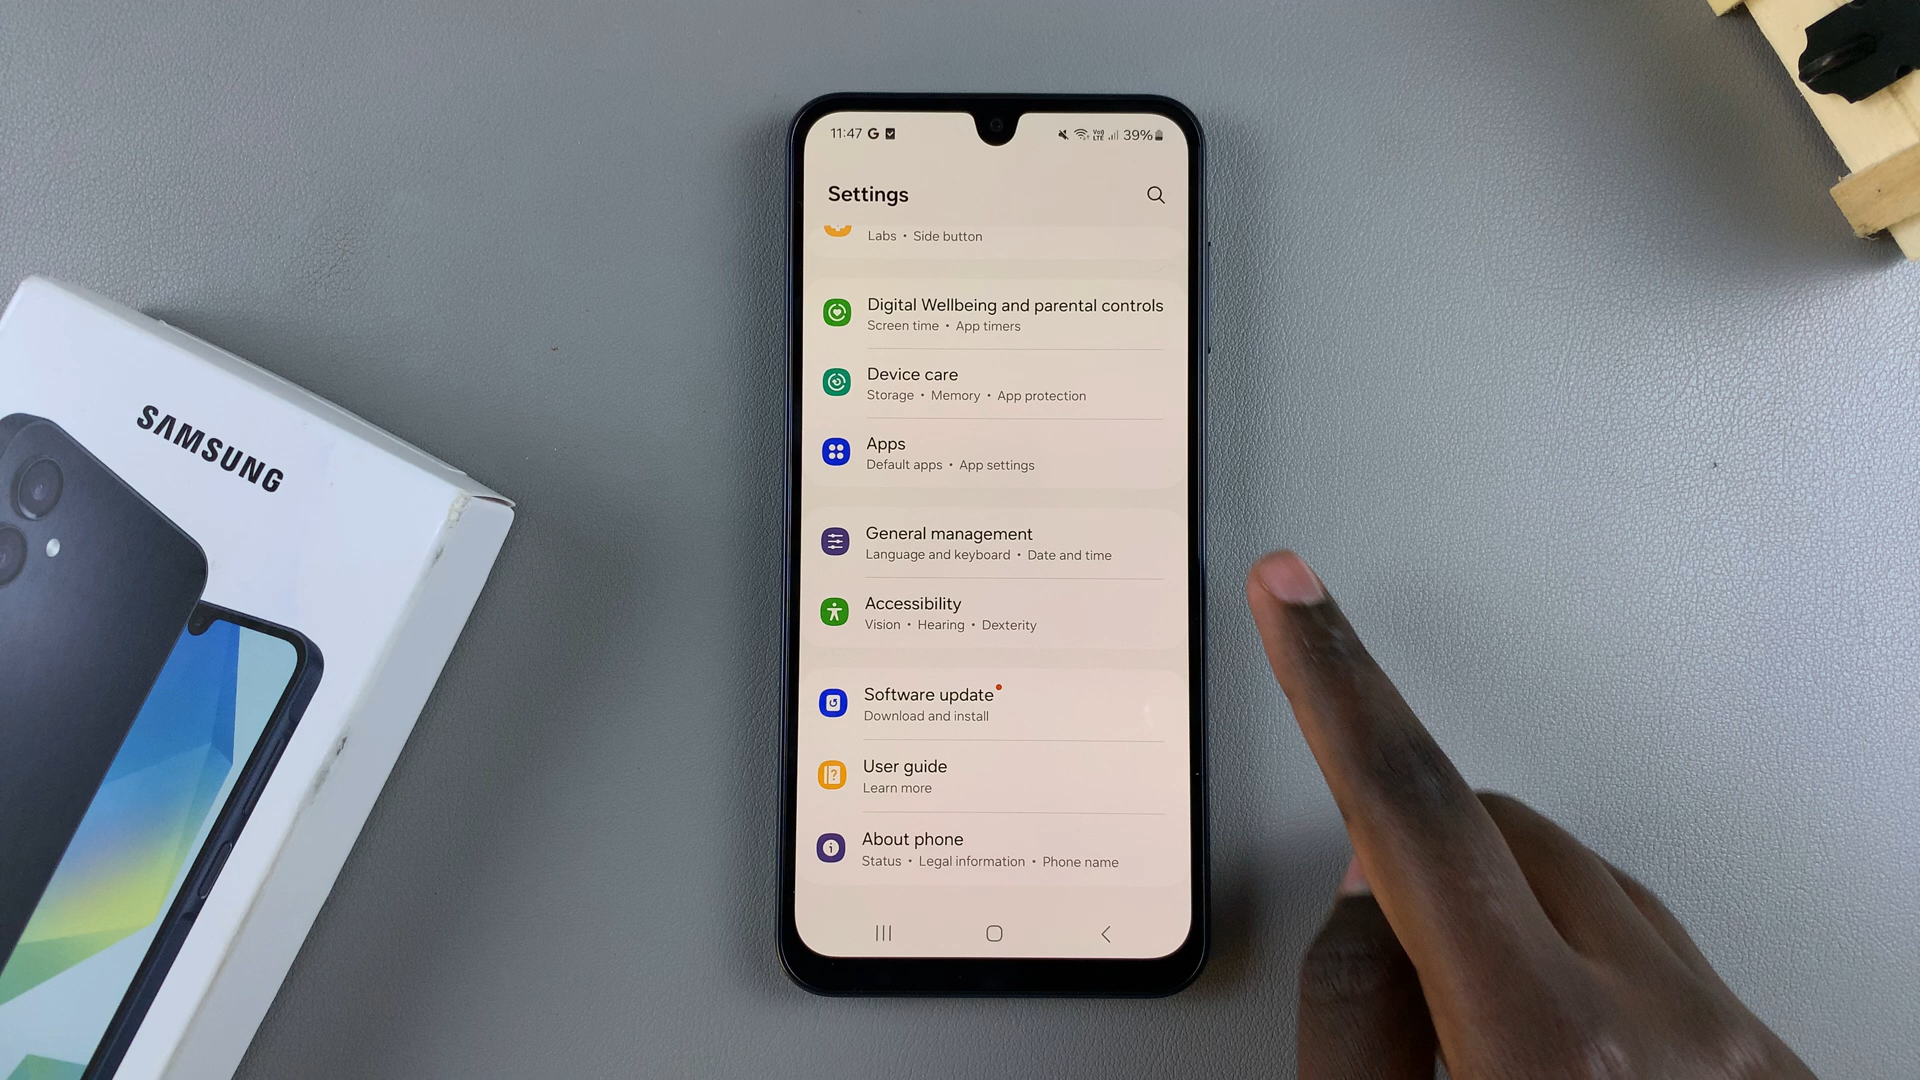 SAMSUNG
11:47 G
Vo)
LTE
39%
Settings
Labs • Side button
Digital Wellbeing and parental controls
Screen time • App timers
Device care
Storage • Memory • App protection
Apps
Default apps • App settings
General management
Language and keyboard • Date and time
Accessibility
Vision • Hearing • Dexterity
Software update
Download and install
User guide
Learn more
About phone
Status • Legal information • Phone name